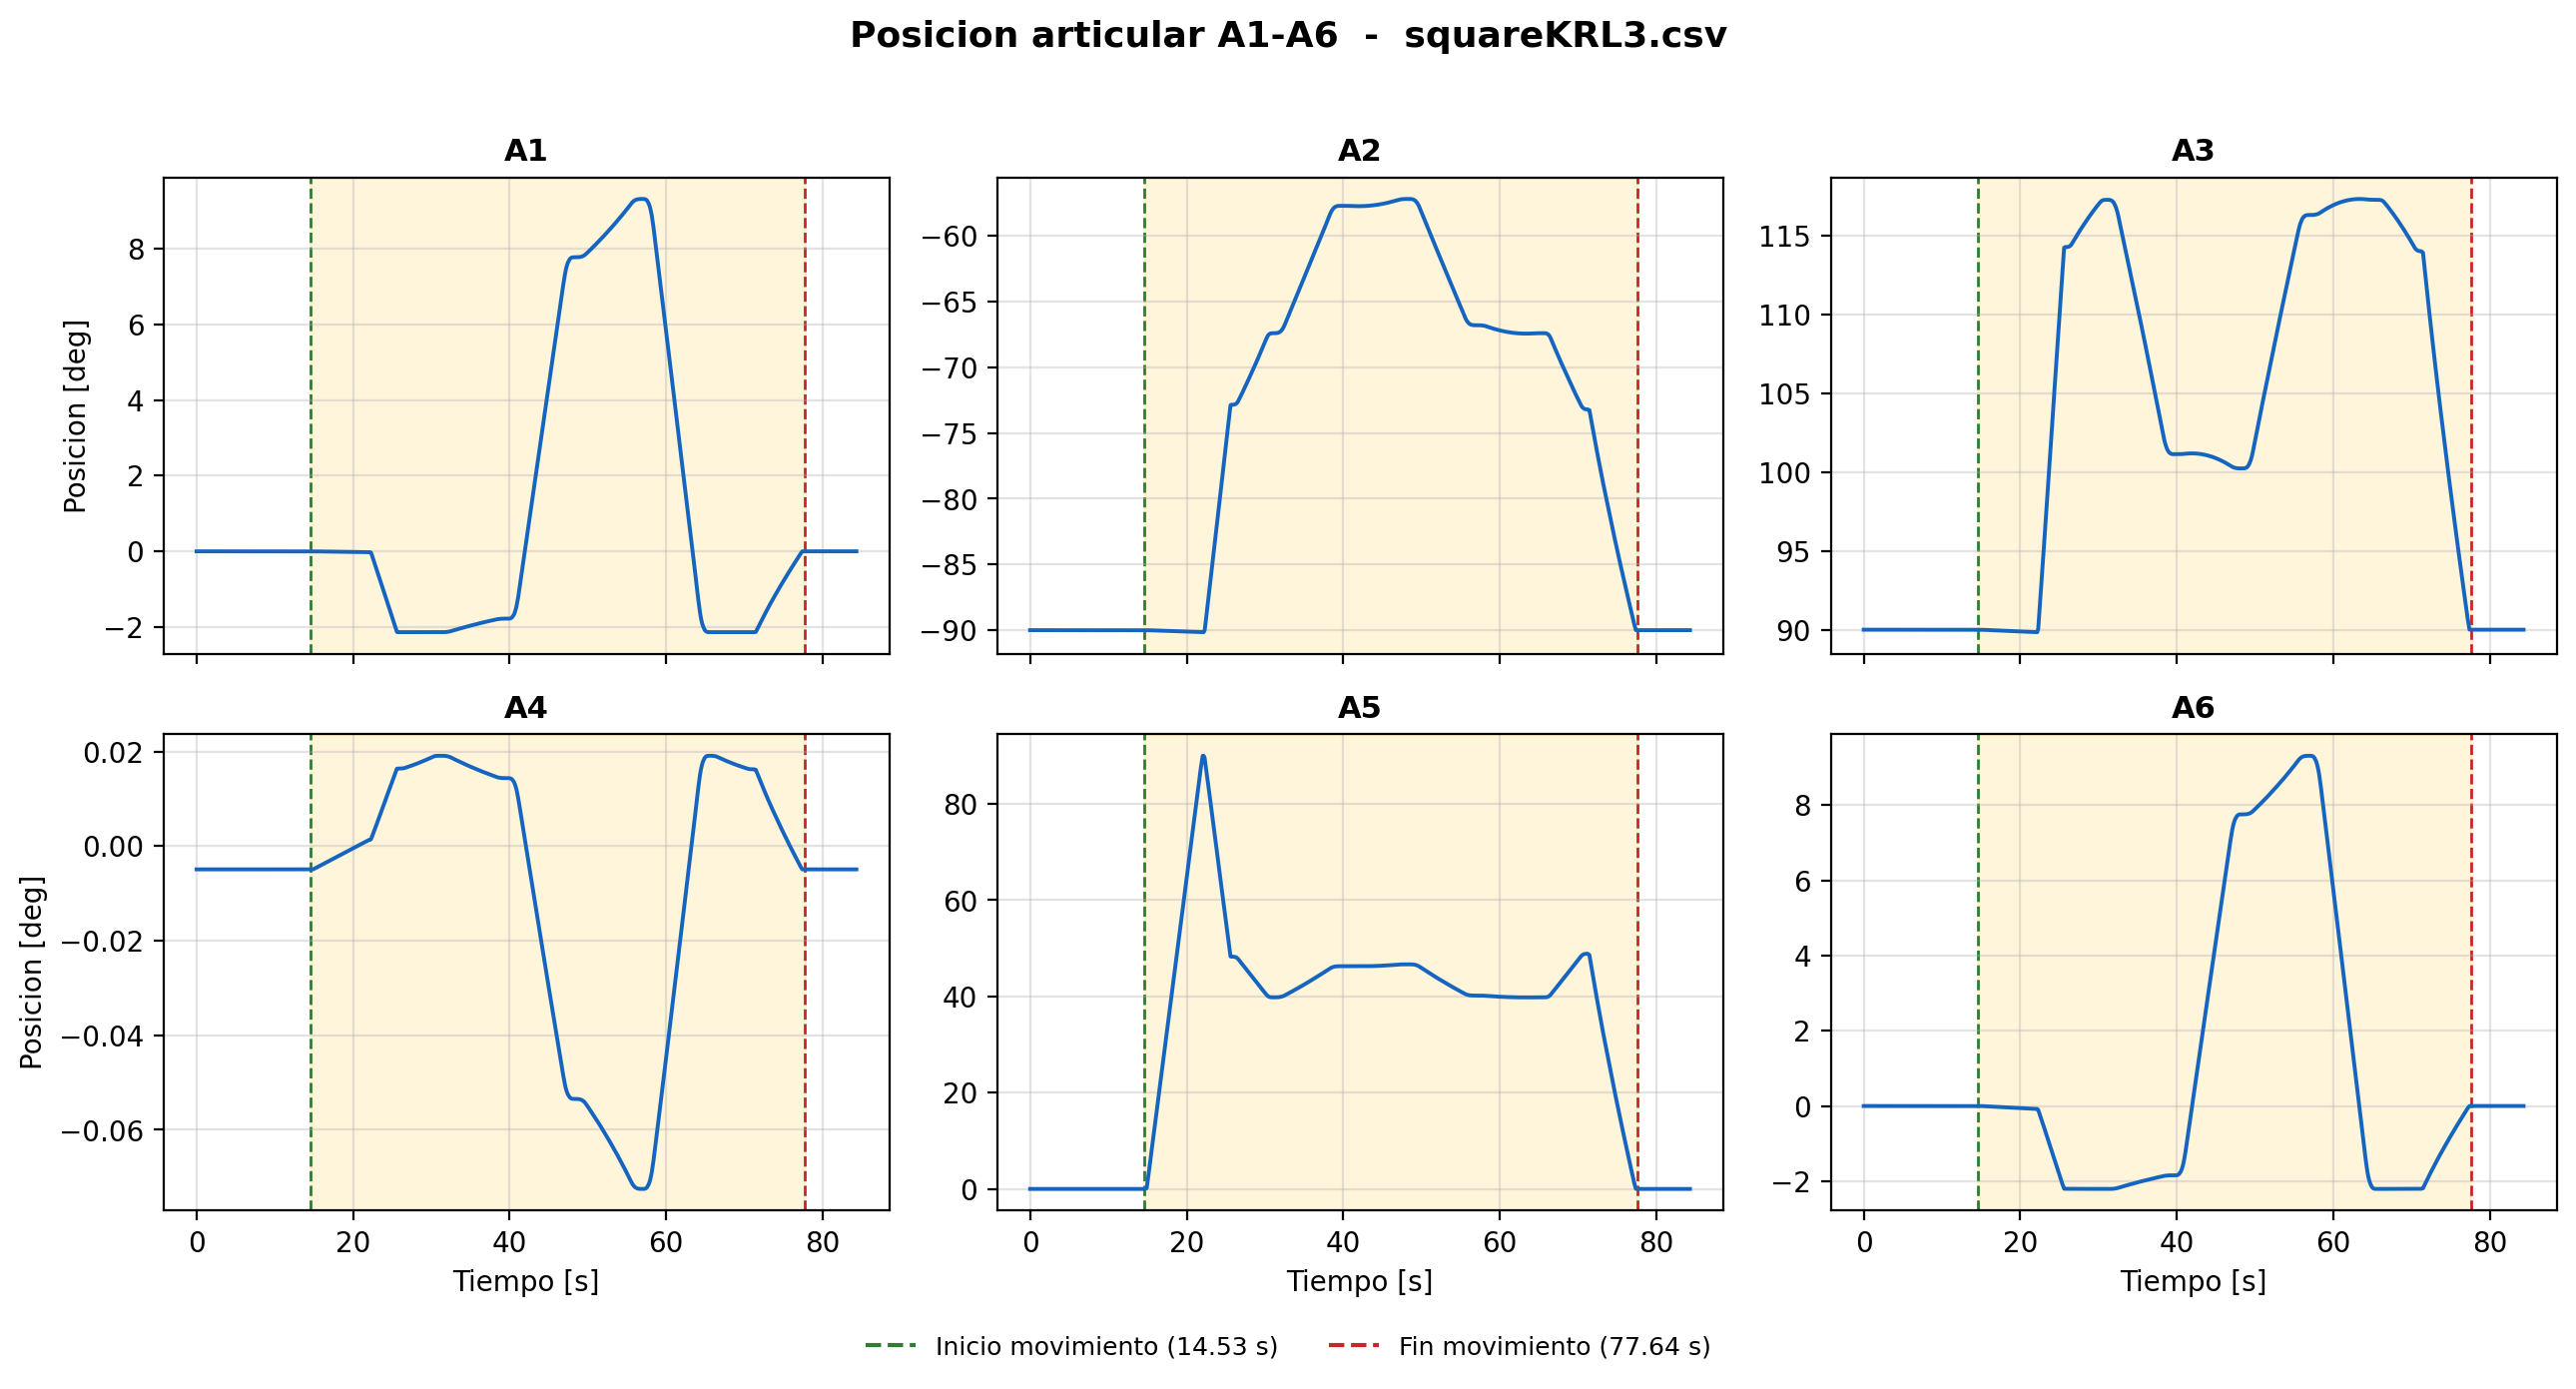 Posicion articular A1-A6  -  squareKRL3.csv
A1
A2
A3
Posicion [deg]
8
6
4
2
0
−2
−60
−65
−70
−75
−80
−85
−90
115
110
105
100
95
90
A4
A5
A6
Posicion [deg]
0.02
0.00
−0.02
−0.04
−0.06
80
60
40
20
0
8
6
4
2
0
−2
0 20 40 60 80
0 20 40 60 80
0 20 40 60 80
Tiempo [s]
Tiempo [s]
Tiempo [s]
Inicio movimiento (14.53 s)
Fin movimiento (77.64 s)